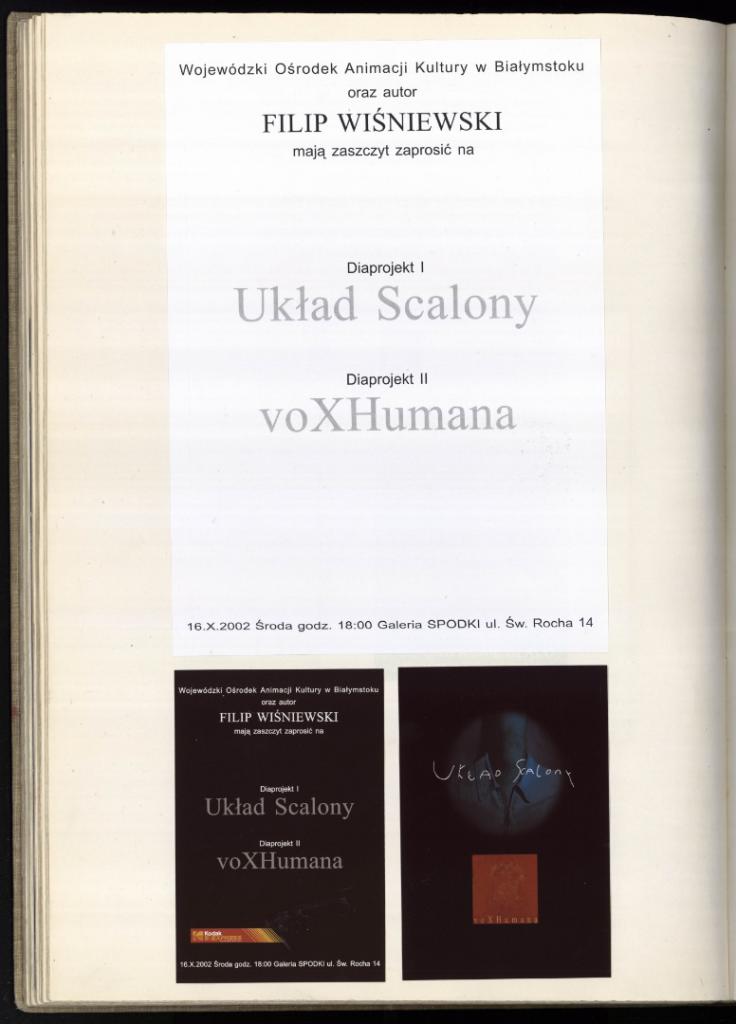 Wojewódzki Ośrodek Animacji Kultury w Białymstoku
oraz autor
FILIP WIŚNIEWSKI
mają zaszczyt zaprosić na
Diaprojekt I
Układ Scalony
Diaprojekt II
voXHumana
16.X.2002 Środa godz. 18:00 Galeria SPODKI ul. Św. Rocha 14
Wojewódzki Ośrodek Animacji Kultury w Białymstoku
oraz autor
FILIP WIŚNIEWSKI
mają zaszczyt zaprosić na
Diaprojekt I
Układ Scalony
Diaprojekt II
voXHumana
Kodak
16.X.2002 Środa godz. 18:00 Galeria SPODKI ul. Św. Rocha 14
UKŁAD Scalony
voXHumana